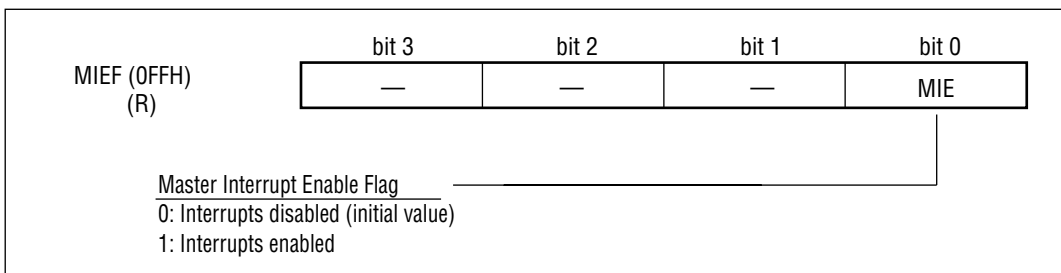 bit 3 bit 2 bit 1 bit 0
MIEF (0FFH)
(R)
— — — MIE
Master Interrupt Enable Flag
0: Interrupts disabled (initial value)
1: Interrupts enabled